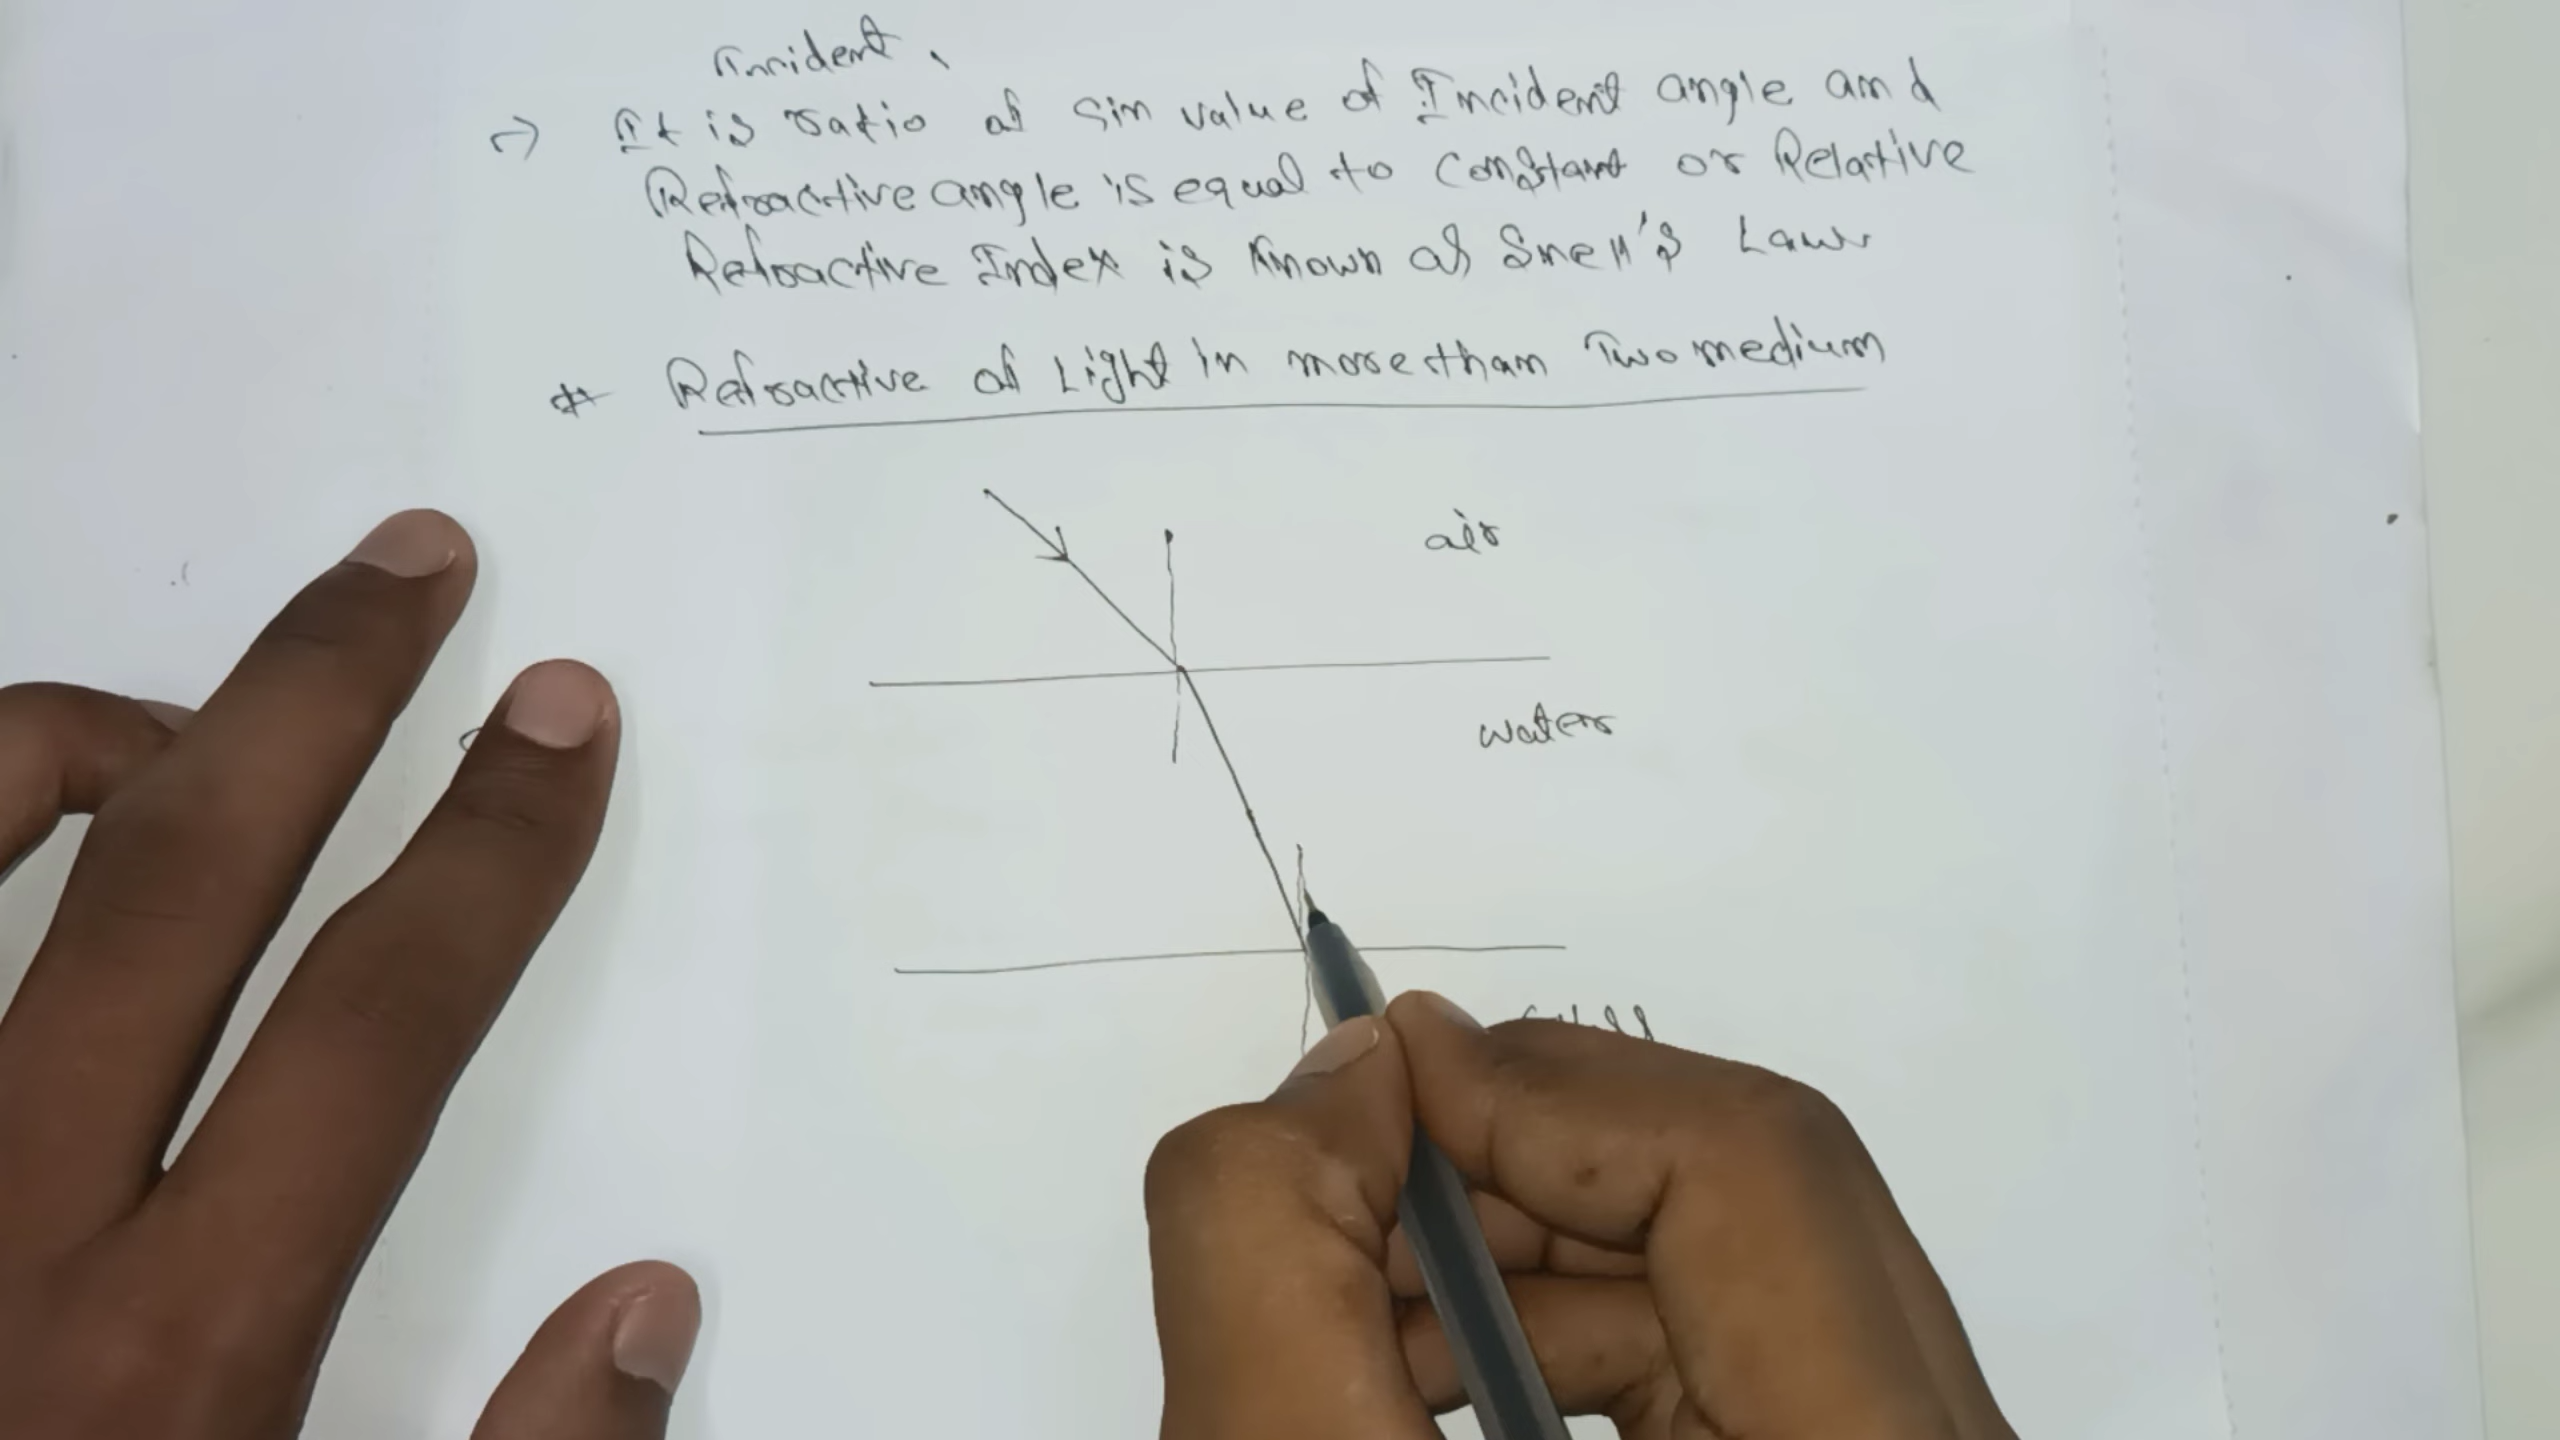 incident.
→ It is ratio of Sin value of Incident angle and
Refractive angle is equal to Constant or Relative
Refractive Index is known as Snell's Law
* Refractive of Light in more than Two medium
air
water